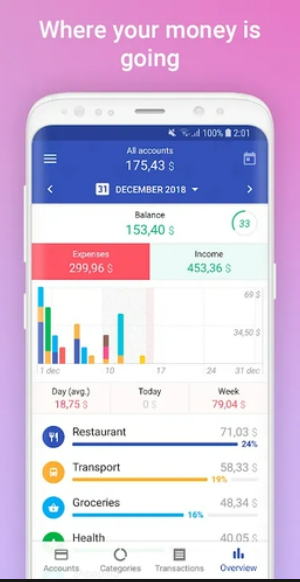 Where your money is
going
100% 2:01
All accounts
175,43 $
31 DECEMBER 2018
Balance
153,40 $
33
Expenses
299,96 $
Income
453,36 $
69 $
34,50 $
1 dec 10 17 24 31 dec
Day (avg.) Today Week
18,75 $ 0 $ 79,04 $
Restaurant 71,03 $
24%
Transport 58,33 $
19%
Groceries 48,34 $
16%
Health 40,05 $
Accounts Categories Transactions Overview